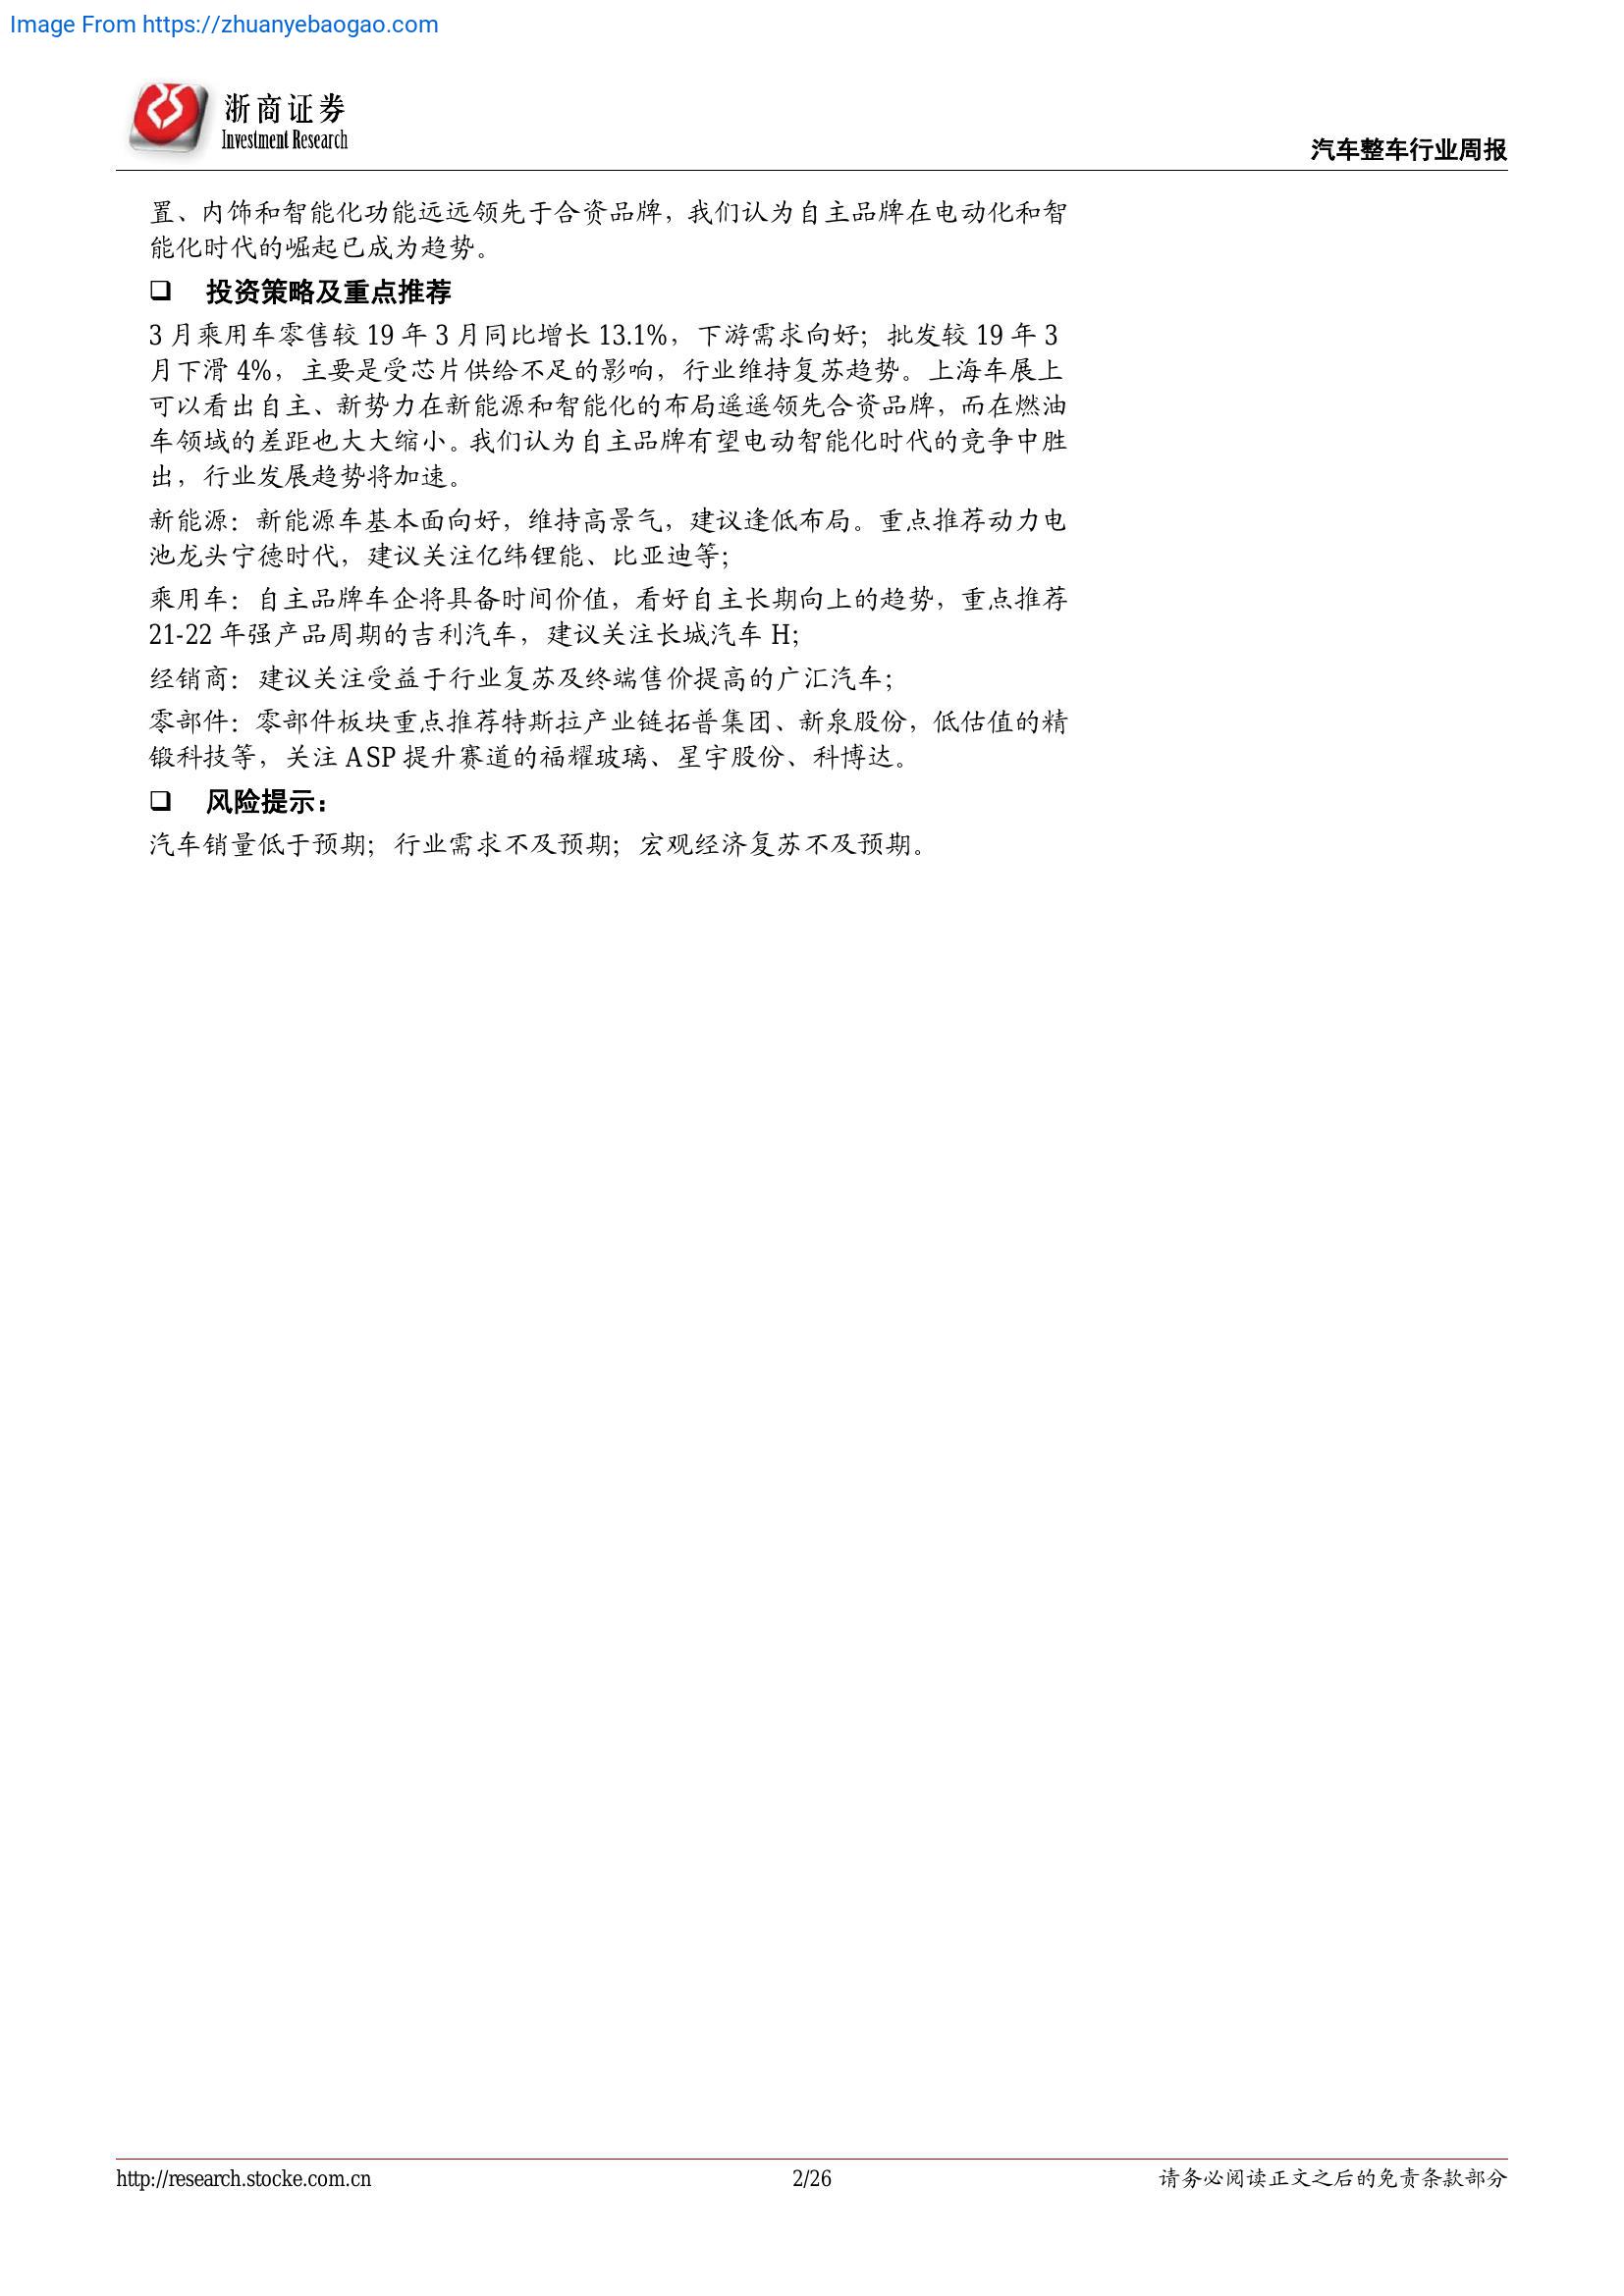 Image From https://zhuanyebaogao.com
浙商证券
Investment Research
汽车整车行业周报
置、内饰和智能化功能远远领先于合资品牌，我们认为自主品牌在电动化和智
能化时代的崛起已成为趋势。
❑ 投资策略及重点推荐
3 月乘用车零售较 19 年 3 月同比增长 13.1%，下游需求向好；批发较 19 年 3
月下滑 4%，主要是受芯片供给不足的影响，行业维持复苏趋势。上海车展上
可以看出自主、新势力在新能源和智能化的布局遥遥领先合资品牌，而在燃油
车领域的差距也大大缩小。我们认为自主品牌有望电动智能化时代的竞争中胜
出，行业发展趋势将加速。
新能源：新能源车基本面向好，维持高景气，建议逢低布局。重点推荐动力电
池龙头宁德时代，建议关注亿纬锂能、比亚迪等；
乘用车：自主品牌车企将具备时间价值，看好自主长期向上的趋势，重点推荐
21-22 年强产品周期的吉利汽车，建议关注长城汽车 H；
经销商：建议关注受益于行业复苏及终端售价提高的广汇汽车；
零部件：零部件板块重点推荐特斯拉产业链拓普集团、新泉股份，低估值的精
锻科技等，关注 ASP 提升赛道的福耀玻璃、星宇股份、科博达。
❑ 风险提示：
汽车销量低于预期；行业需求不及预期；宏观经济复苏不及预期。
http://research.stocke.com.cn
2/26
请务必阅读正文之后的免责条款部分